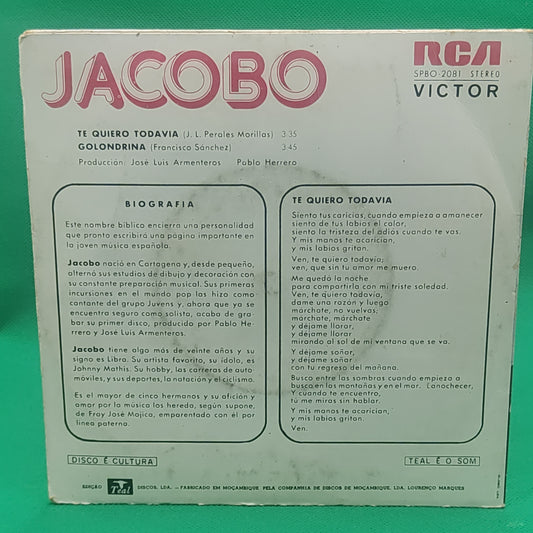 JACOBO
RCA
SPBO-2081 STEREO
VICTOR
TE QUIERO TODAVIA (J. L. Perales Morillas) 3:35
GOLONDRINA (Francisco Sánchez) 3:45
Producción: José Luis Armenteros Pablo Herrero
BIOGRAFIA
Este nombre bíblico encierra una personalidad
que pronto escribirá una página importante en
la joven música española.
Jacobo nació en Cartagena y, desde pequeño,
alternó sus estudios de dibujo y decoración con
su constante preparación musical. Sus primeras
incursiones en el mundo pop las hizo como
cantante del grupo Juvens y, ahora que ya se
encuentra seguro como solista, acaba de gra-
bar su primer disco, producido por Pablo He-
rrero y José Luis Armenteros.
Jacobo tiene algo más de veinte años y su
signo es Libra. Su artista favorito, su ídolo, es
Johnny Mathis. Su hobby, las carreras de auto-
móviles, y sus deportes, la natación y el ciclismo.
Es el mayor de cinco hermanos y su afición y
amor por la música los hereda, según supone,
de Fray José Mojica, emparentado con él por
línea paterna.
TE QUIERO TODAVIA
Siento tus caricias, cuando empieza a amanecer
siento de tus labios el calor,
siento la tristeza del adiós cuando te vas.
Y mis manos te acarician,
y mis labios gritan.
Ven, te quiero todavía,
ven, que sin tu amor me muero.
Me quedo la noche
para compartirla con mi triste soledad.
Ven, te quiero todavía,
dame una razón y luego
márchate, no vuelvas;
márchate, márchate
y déjame llorar,
y déjame llorar
mirando al sol de mi ventana que se va.
Y déjame soñar,
y déjame soñar
con tu regreso del mañana.
Busco entre las sombras cuando empieza a
busco en las montañas y en el mar. Lanochecer,
Y cuando te encuentro,
tú me miras sin hablar.
Y mis manos te acarician,
y mis labios gritan.
Ven.
DISCO É CULTURA
TEAL É O SOM
EDIÇÃO Teal DISCOS, LDA. — FABRICADO EM MOÇAMBIQUE, PELA COMPANHIA DE DISCOS DE MOÇAMBIQUE, LDA. LOURENÇO MARQUES